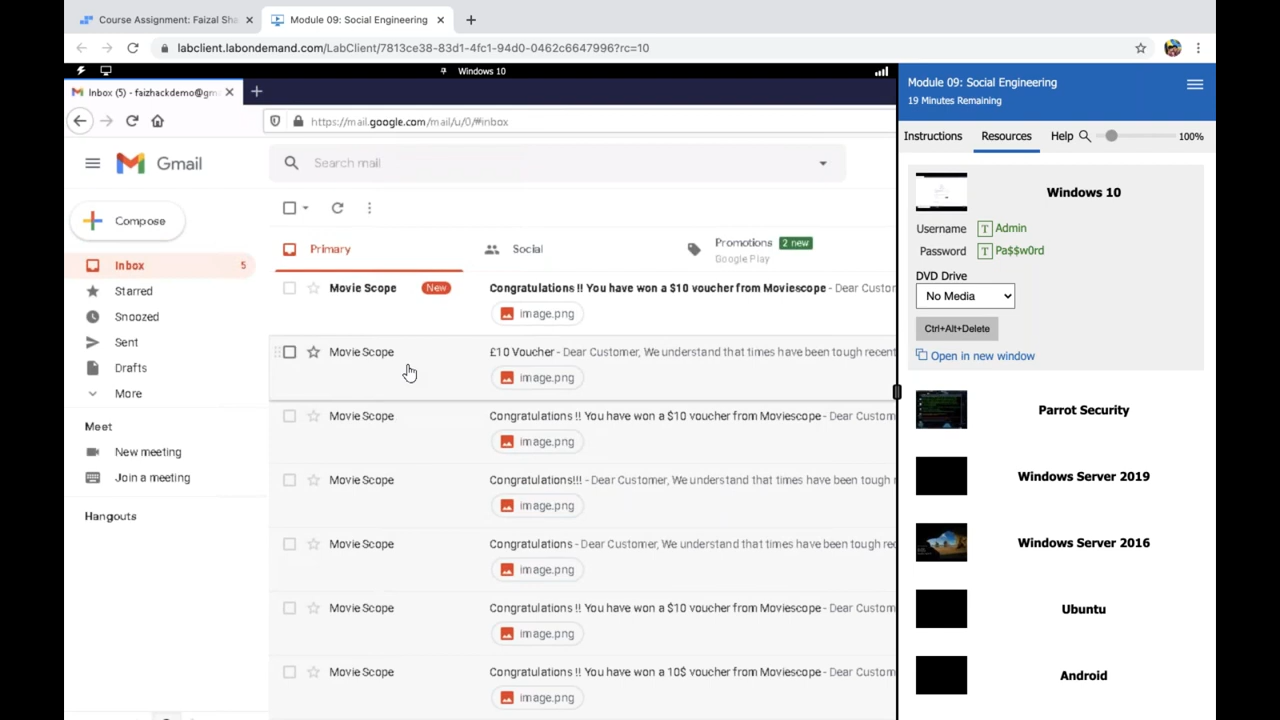 Course Assignment: Faizal Sha
Module 09: Social Engineering
labclient.labondemand.com/LabClient/7813ce38-83d1-4fc1-94d0-0462c6647996?rc=10
Windows 10
Inbox (5) - faizhackdemo@gm
https://mail.google.com/mail/u/0/#inbox
Gmail
Search mail
Compose
Inbox 5
Starred
Snoozed
Sent
Drafts
More
Meet
New meeting
Join a meeting
Hangouts
Primary
Social
Promotions 2 new
Google Play
Movie Scope New Congratulations !! You have won a $10 voucher from Moviescope - Dear Custor
image.png
Movie Scope £10 Voucher - Dear Customer, We understand that times have been tough recent
image.png
Movie Scope Congratulations !! You have won a $10 voucher from Moviescope - Dear Custom
image.png
Movie Scope Congratulations!!! - Dear Customer, We understand that times have been tough
image.png
Movie Scope Congratulations - Dear Customer, We understand that times have been tough rec
image.png
Movie Scope Congratulations !! You have won a $10 voucher from Moviescope - Dear Custom
image.png
Movie Scope Congratulations !! You have won a 10$ voucher from Moviescope - Dear Custom
image.png
Module 09: Social Engineering
19 Minutes Remaining
Instructions Resources Help 100%
Windows 10
Username T Admin
Password T Pa$$w0rd
DVD Drive
No Media
Ctrl+Alt+Delete
Open in new window
Parrot Security
Windows Server 2019
Windows Server 2016
Ubuntu
Android